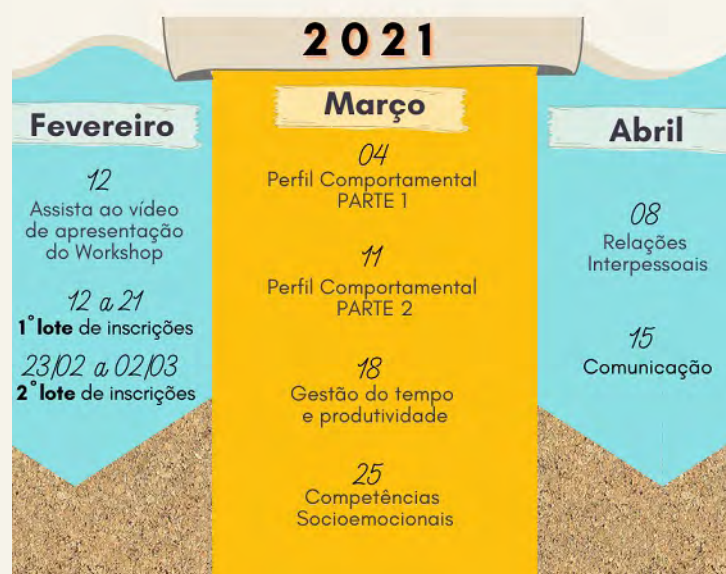 2021
Fevereiro
12
Assista ao vídeo
de apresentação
do Workshop
12 a 21
1°lote de inscrições
23/02 a 02/03
2°lote de inscrições
Março
04
Perfil Comportamental
PARTE 1
11
Perfil Comportamental
PARTE 2
18
Gestão do tempo
e produtividade
25
Competências
Socioemocionais
Abril
08
Relações
Interpessoais
15
Comunicação